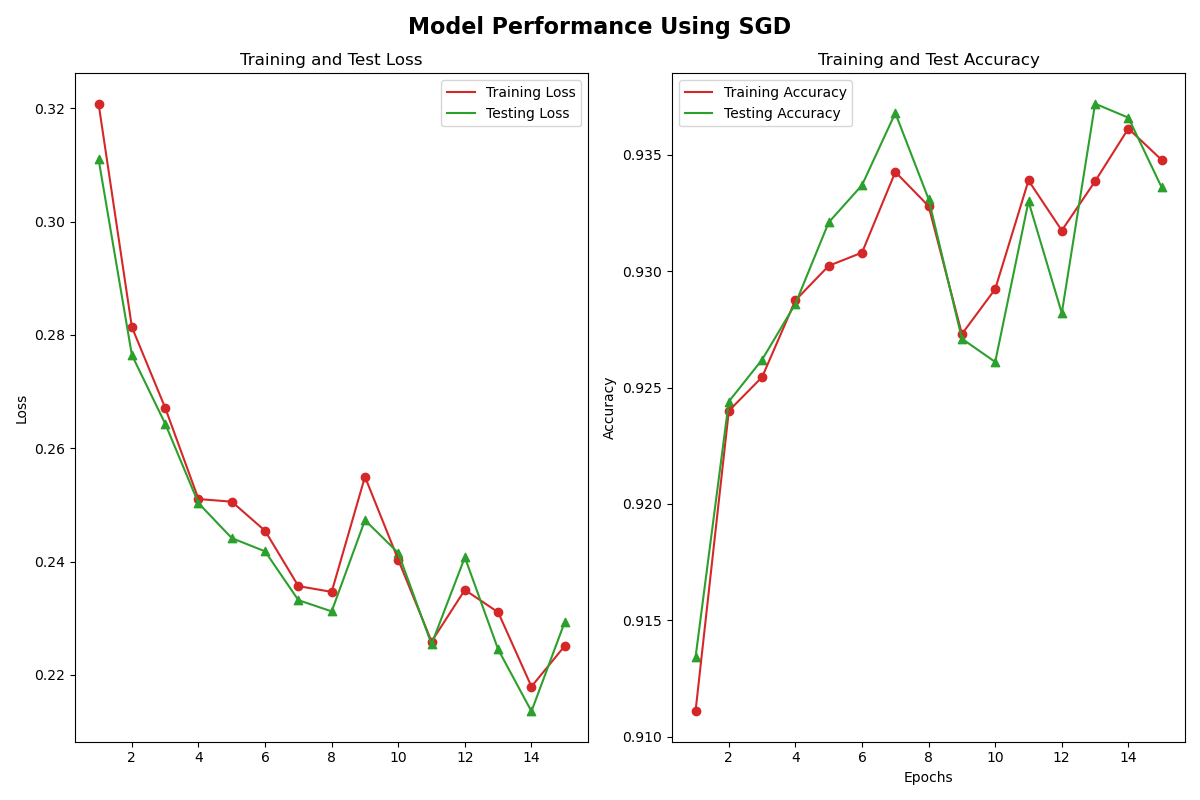 Model Performance Using SGD
Training and Test Loss
Training Loss
Testing Loss
0.32
0.30
0.28
0.26
0.24
0.22
Loss
2 4 6 8 10 12 14
Training and Test Accuracy
Training Accuracy
Testing Accuracy
0.935
0.930
0.925
0.920
0.915
0.910
Accuracy
2 4 6 8 10 12 14
Epochs